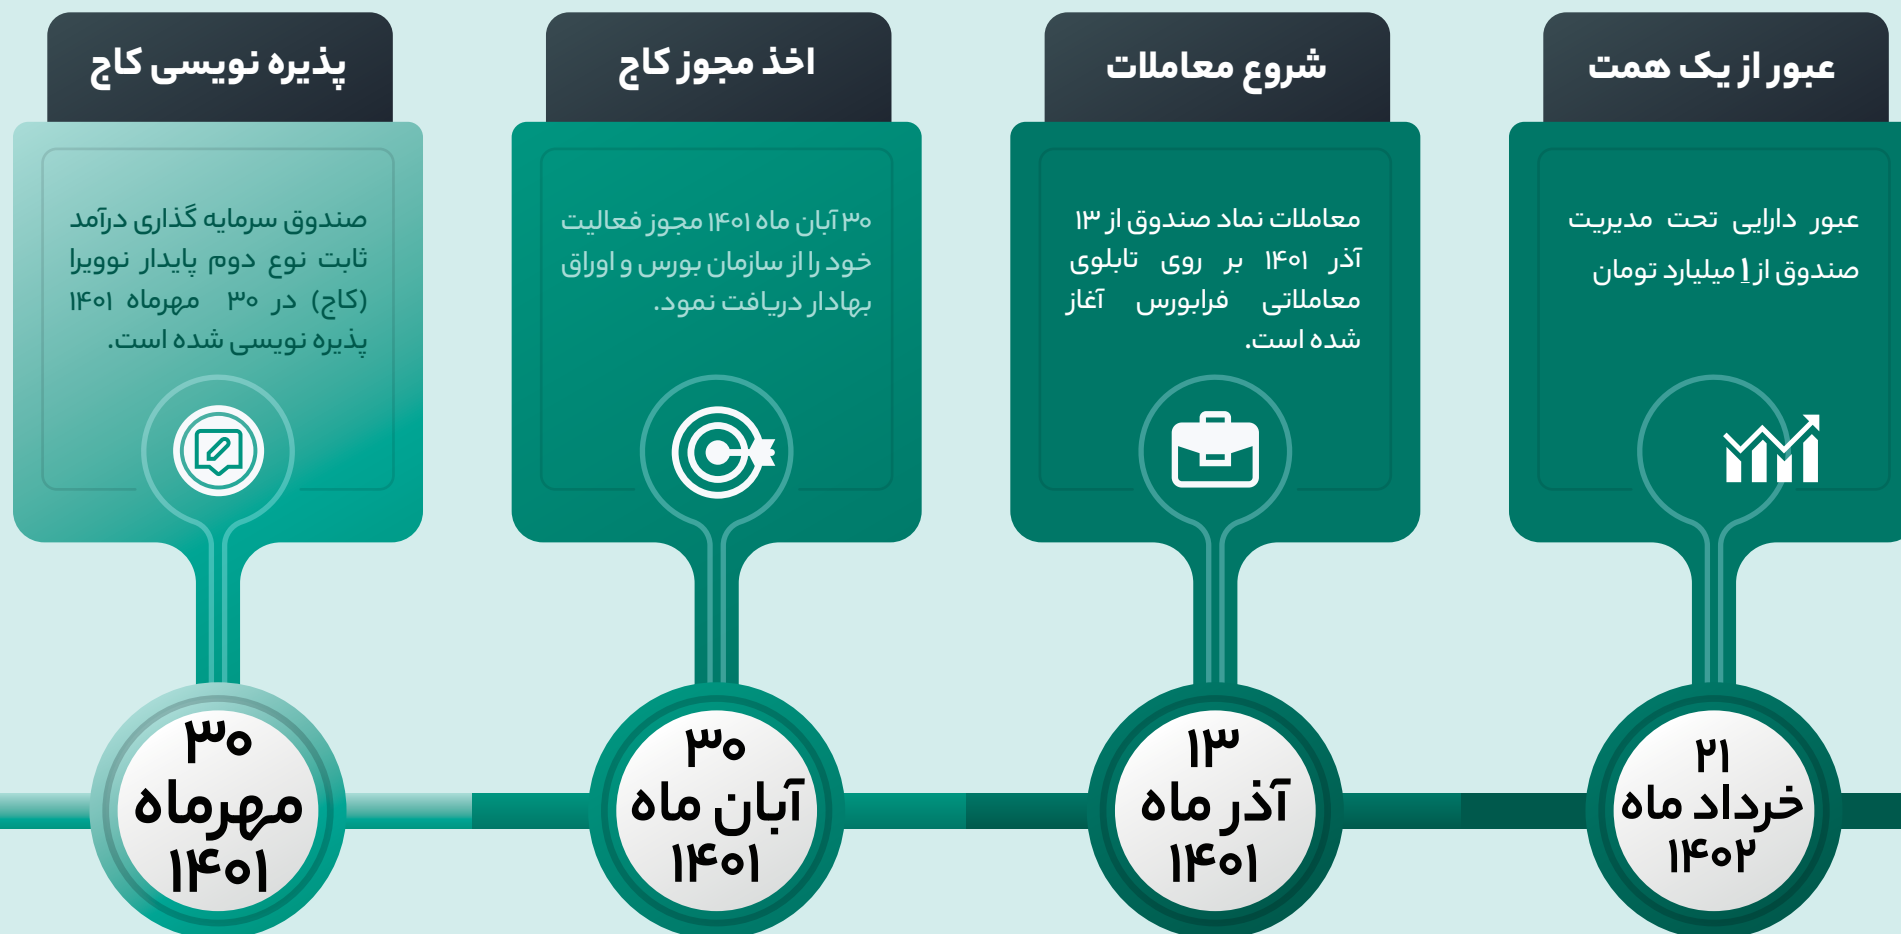 پذیره نویسی کاج
صندوق سرمایه گذاری درآمد
ثابت نوع دوم پایدار نوویرا
(کاج) در ۳۰ مهرماه ۱۴۰۱
پذیره نویسی شده است.
۳۰
مهرماه
۱۴۰۱
اخذ مجوز کاج
۳۰ آبان ماه ۱۴۰۱ مجوز فعالیت
خود را از سازمان بورس و اوراق
بهادار دریافت نمود.
۳۰
آبان ماه
۱۴۰۱
شروع معاملات
معاملات نماد صندوق از ۱۳
آذر ۱۴۰۱ بر روی تابلوی
معاملاتی فرابورس آغاز
شده است.
۱۳
آذر ماه
۱۴۰۱
عبور از یک همت
عبور دارایی تحت مدیریت
صندوق از ۱ میلیارد تومان
۲۱
خرداد ماه
۱۴۰۲